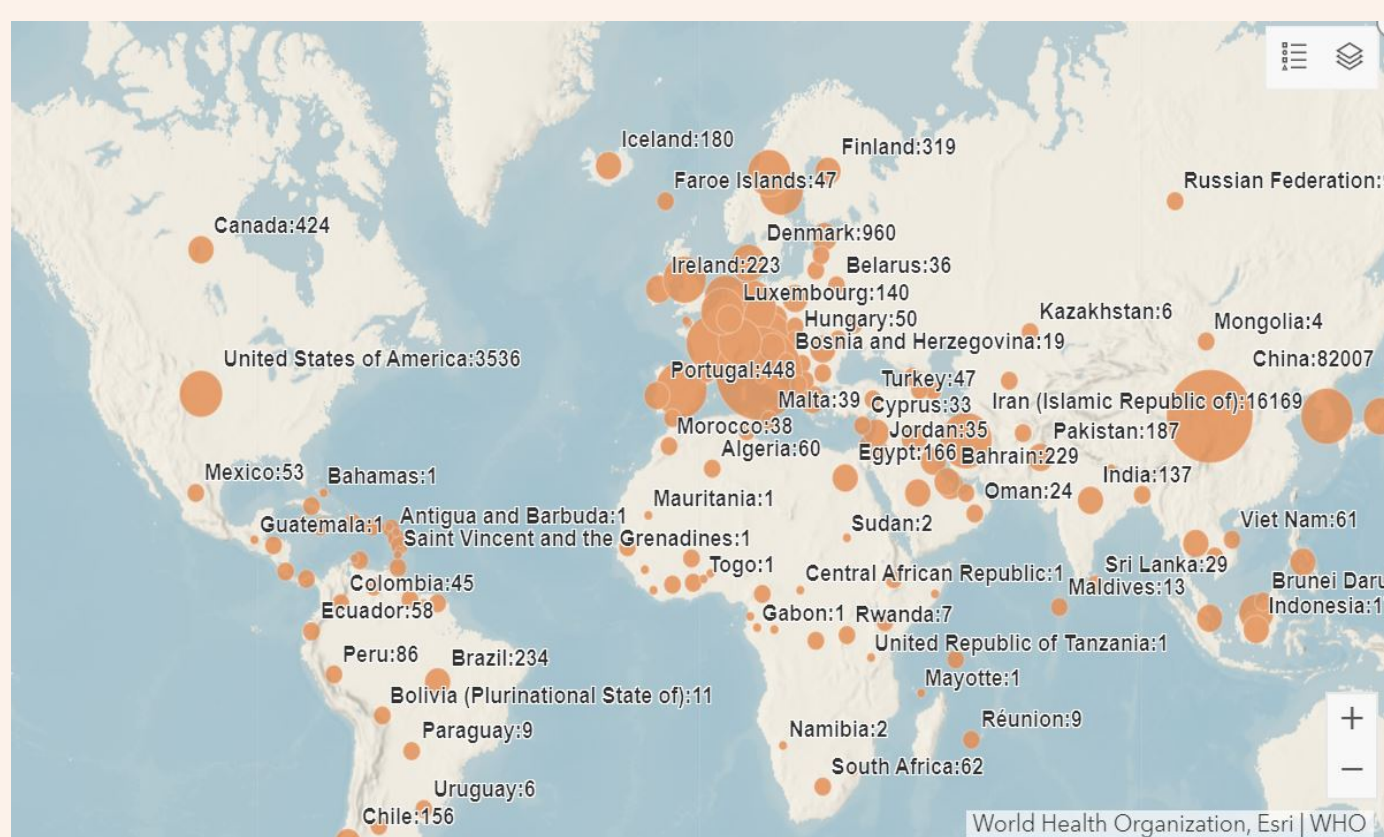 Iceland:180
Finland:319
Faroe Islands:47
Russian Federation:
Canada:424
Denmark:960
Ireland:223
Belarus:36
Luxembourg:140
Kazakhstan:6
Hungary:50
Mongolia:4
Bosnia and Herzegovina:19
United States of America:3536
China:82007
Portugal:448
Turkey:47
Malta:39
Cyprus:33
Iran (Islamic Republic of):16169
Morocco:38
Jordan:35
Pakistan:187
Algeria:60
Egypt:166
Bahrain:229
Mexico:53
Bahamas:1
India:137
Mauritania:1
Oman:24
Guatemala:1
Antigua and Barbuda:1
Sudan:2
Viet Nam:61
Saint Vincent and the Grenadines:1
Togo:1
Central African Republic:1
Sri Lanka:29
Colombia:45
Maldives:13
Brunei Daru
Ecuador:58
Gabon:1
Rwanda:7
Indonesia:1
United Republic of Tanzania:1
Peru:86
Brazil:234
Mayotte:1
Bolivia (Plurinational State of):11
Réunion:9
Paraguay:9
Namibia:2
South Africa:62
Uruguay:6
Chile:156
World Health Organization, Esri | WHO